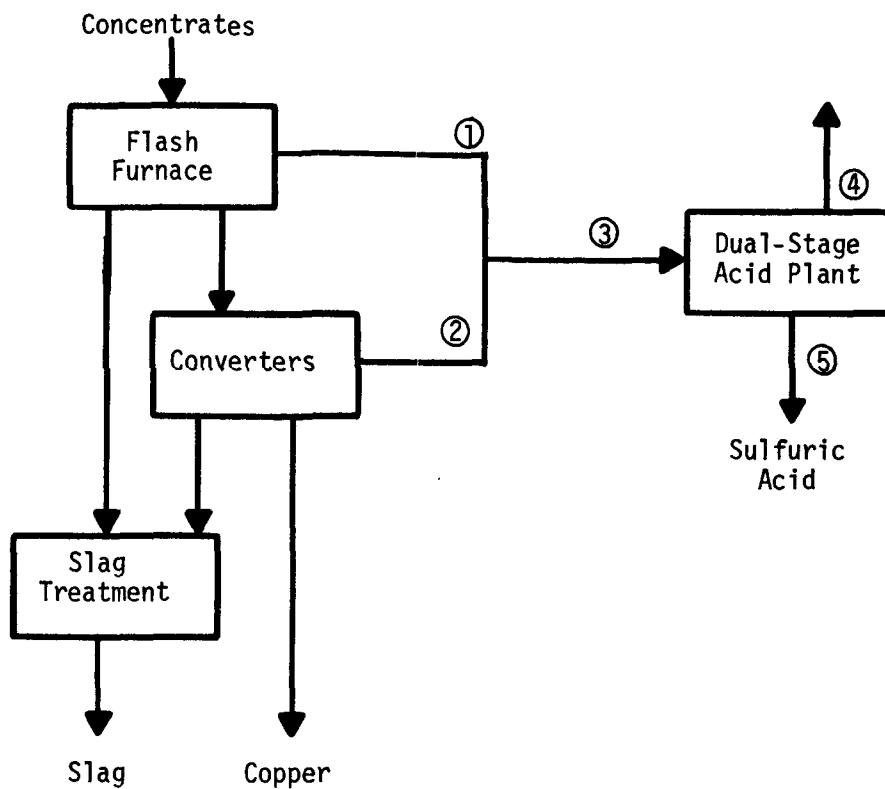 Concentrates
Flash
Furnace
①
③
④
Dual-Stage
Acid Plant
②
Converters
⑤
Sulfuric
Acid
Slag
Treatment
Slag
Copper